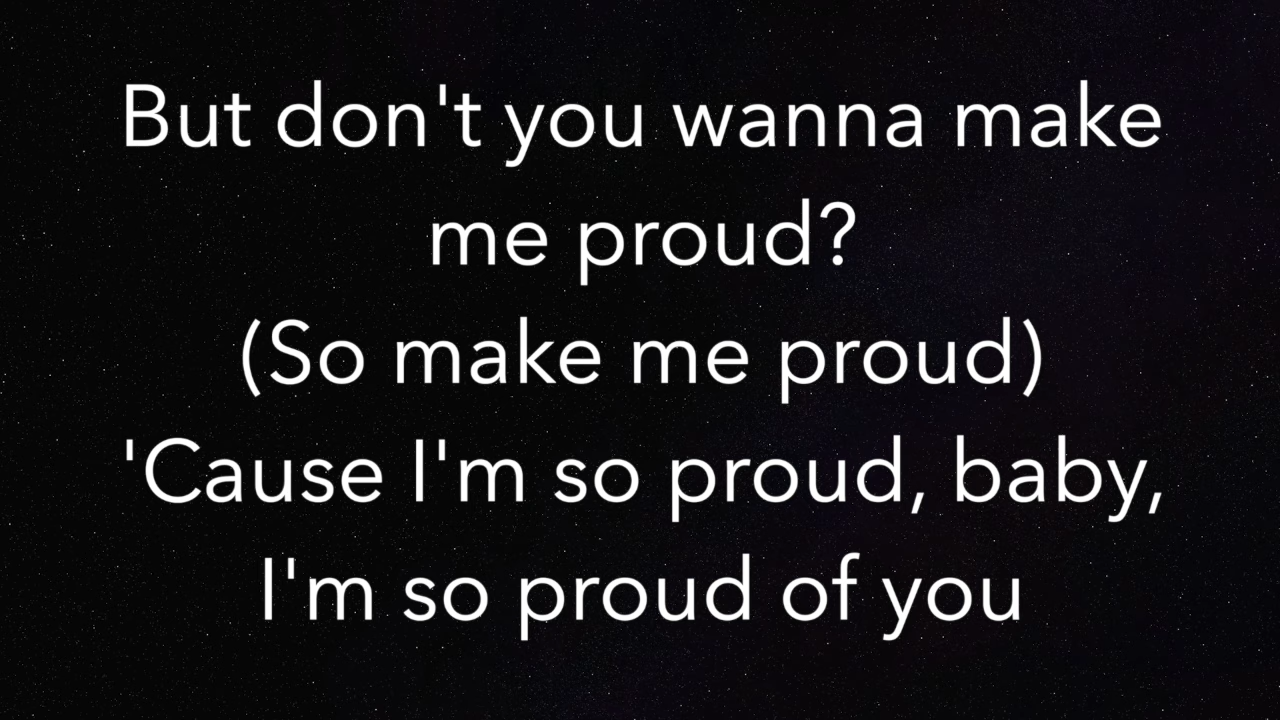 But don't you wanna make
me proud?
(So make me proud)
'Cause I'm so proud, baby,
I'm so proud of you